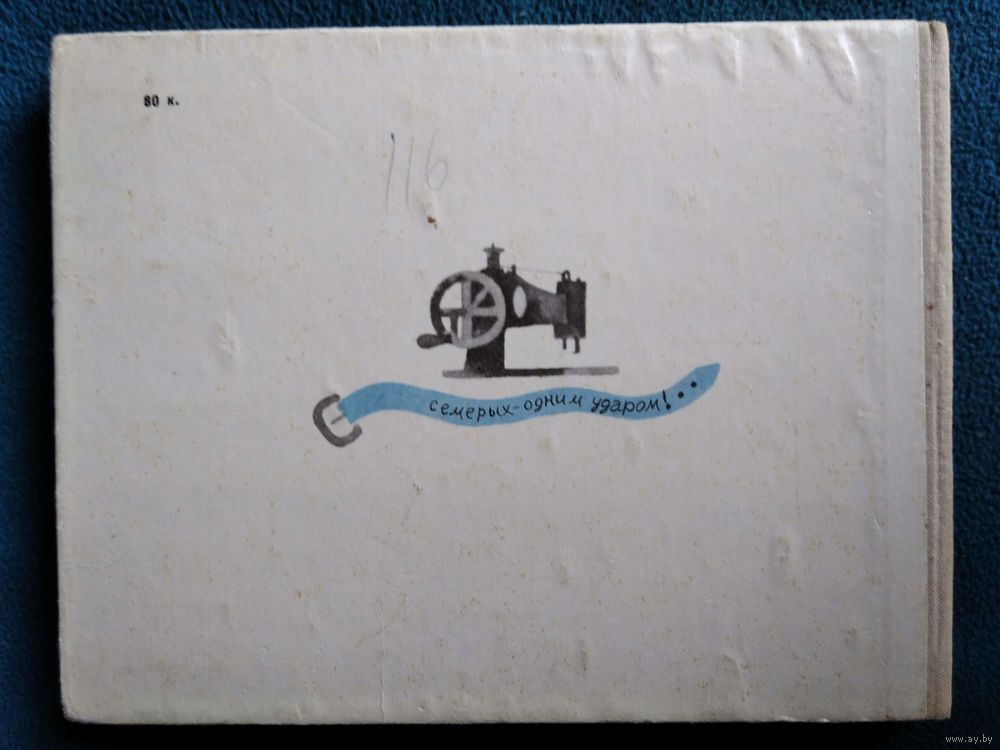 80 к.
116
семерых-одним ударом!
www.ay.by